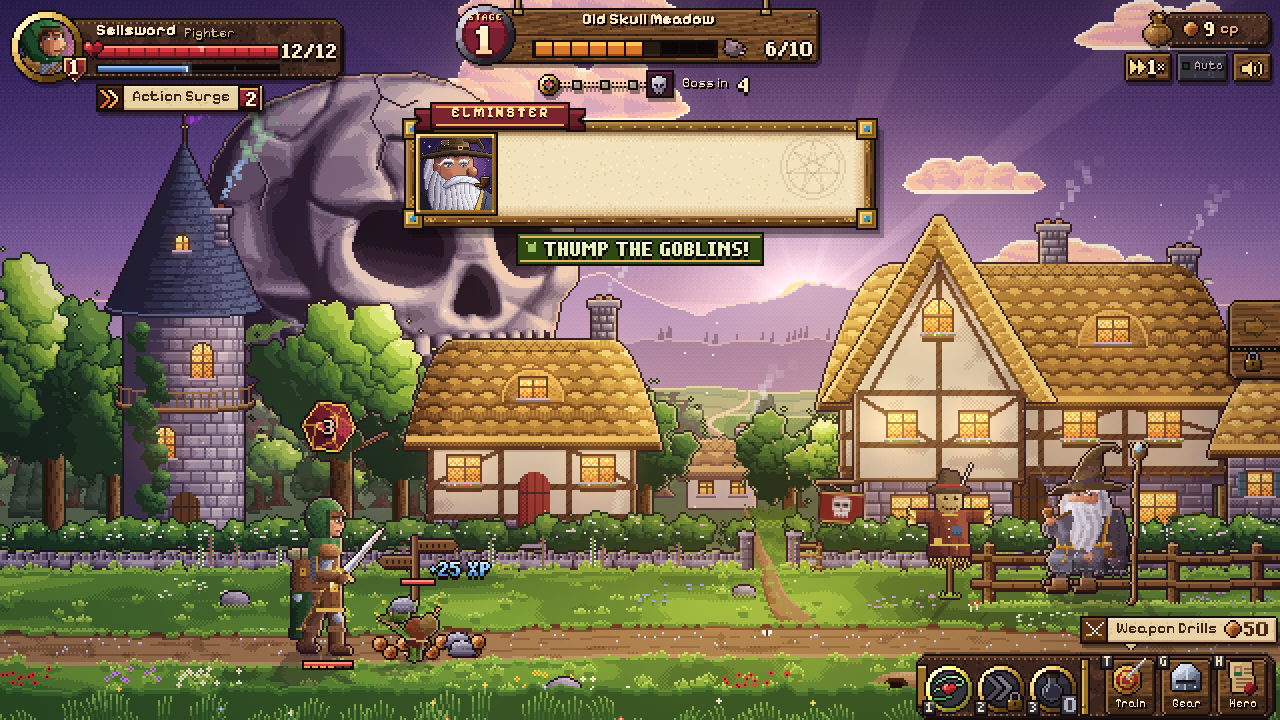 Sellsword Fighter
12/12
1
Action Surge 2
STAGE
1
Old Skull Meadow
6/10
Boss in 4
9 cp
1x
Auto
ELMINSTER
THUMP THE GOBLINS!
3
+25 XP
Weapon Drills 50
1
2
3
0
T
Train
G
Gear
H
Hero